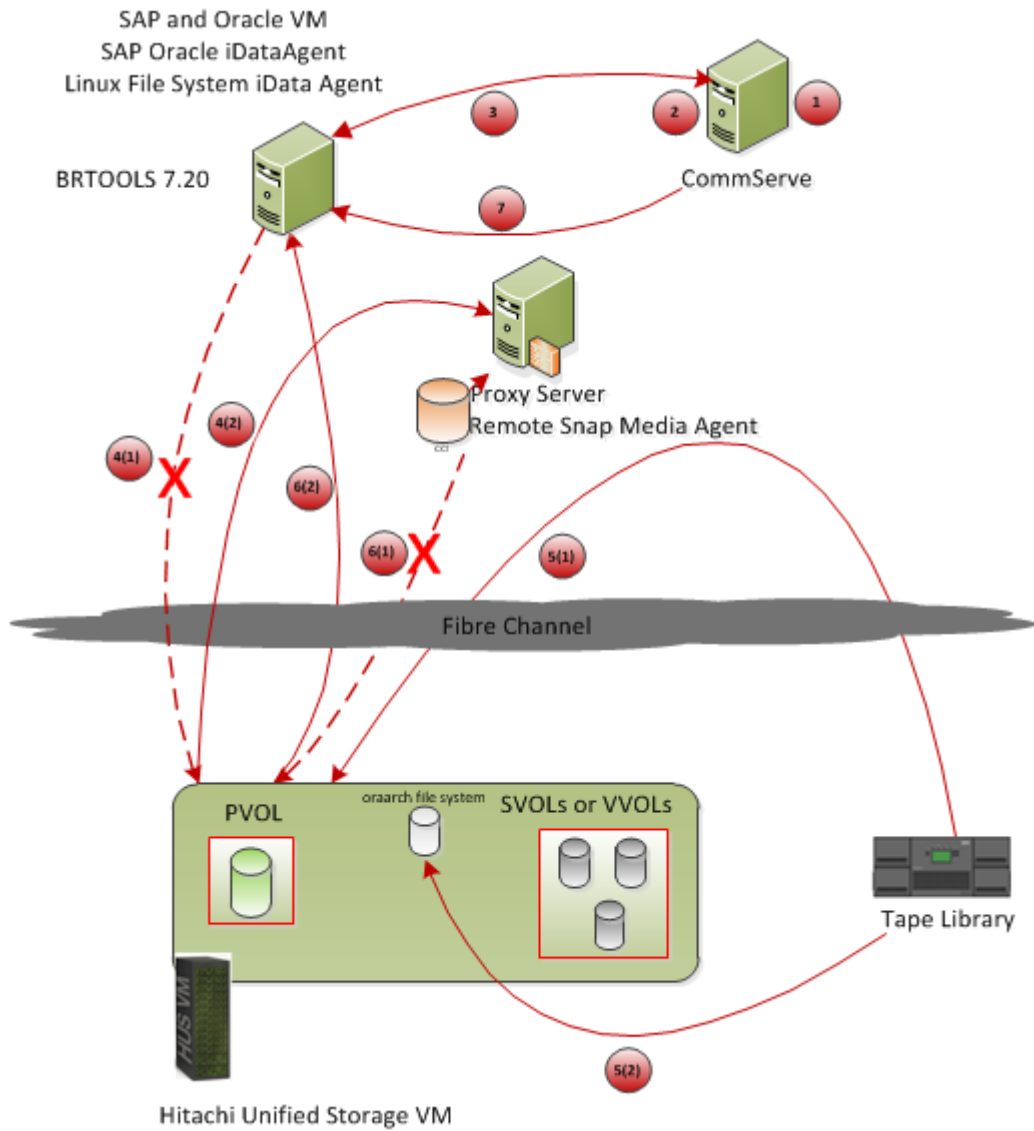 SAP and Oracle VM
SAP Oracle iDataAgent
Linux File System iData Agent
BRTOOLS 7.20
3
2
1
CommServe
7
Proxy Server
Remote Snap Media Agent
CCI
4(1)
4(2)
6(2)
6(1)
5(1)
Fibre Channel
PVOL
oraarch file system
SVOLs or VVOLs
Tape Library
HUS VM
5(2)
Hitachi Unified Storage VM